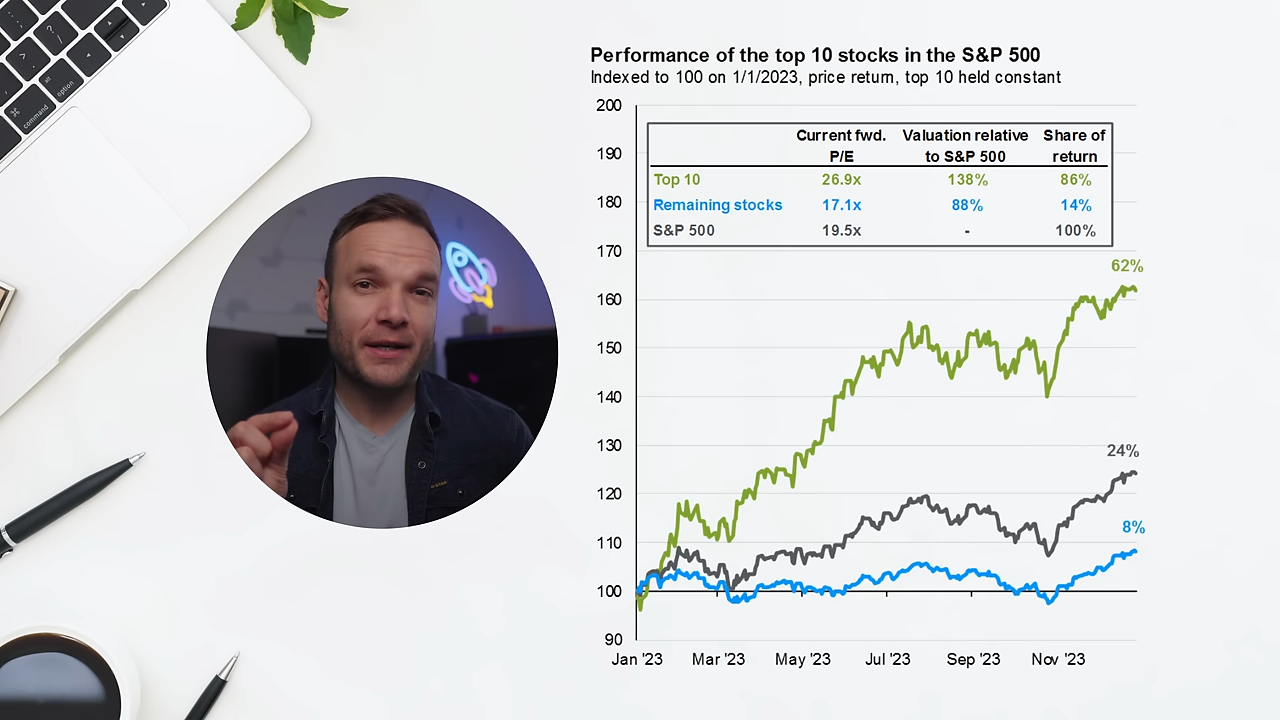 Performance of the top 10 stocks in the S&P 500
Indexed to 100 on 1/1/2023, price return, top 10 held constant
200
190
180
170
160
150
140
130
120
110
100
90
Current fwd. Valuation relative Share of
P/E to S&P 500 return
Top 10 26.9x 138% 86%
Remaining stocks 17.1x 88% 14%
S&P 500 19.5x - 100%
62%
24%
8%
Jan '23 Mar '23 May '23 Jul '23 Sep '23 Nov '23
command
option
alt